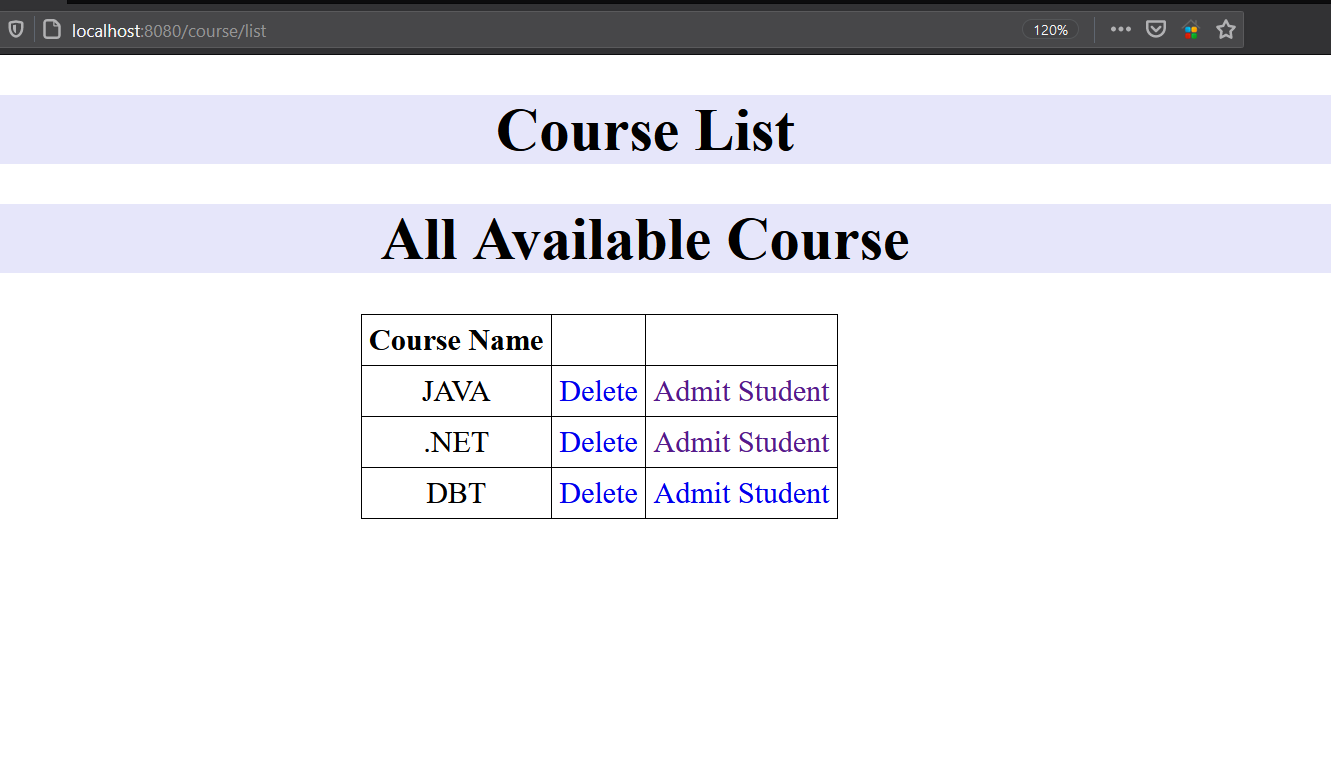 localhost:8080/course/list 120%
Course List
All Available Course
Course Name
JAVA Delete Admit Student
.NET Delete Admit Student
DBT Delete Admit Student